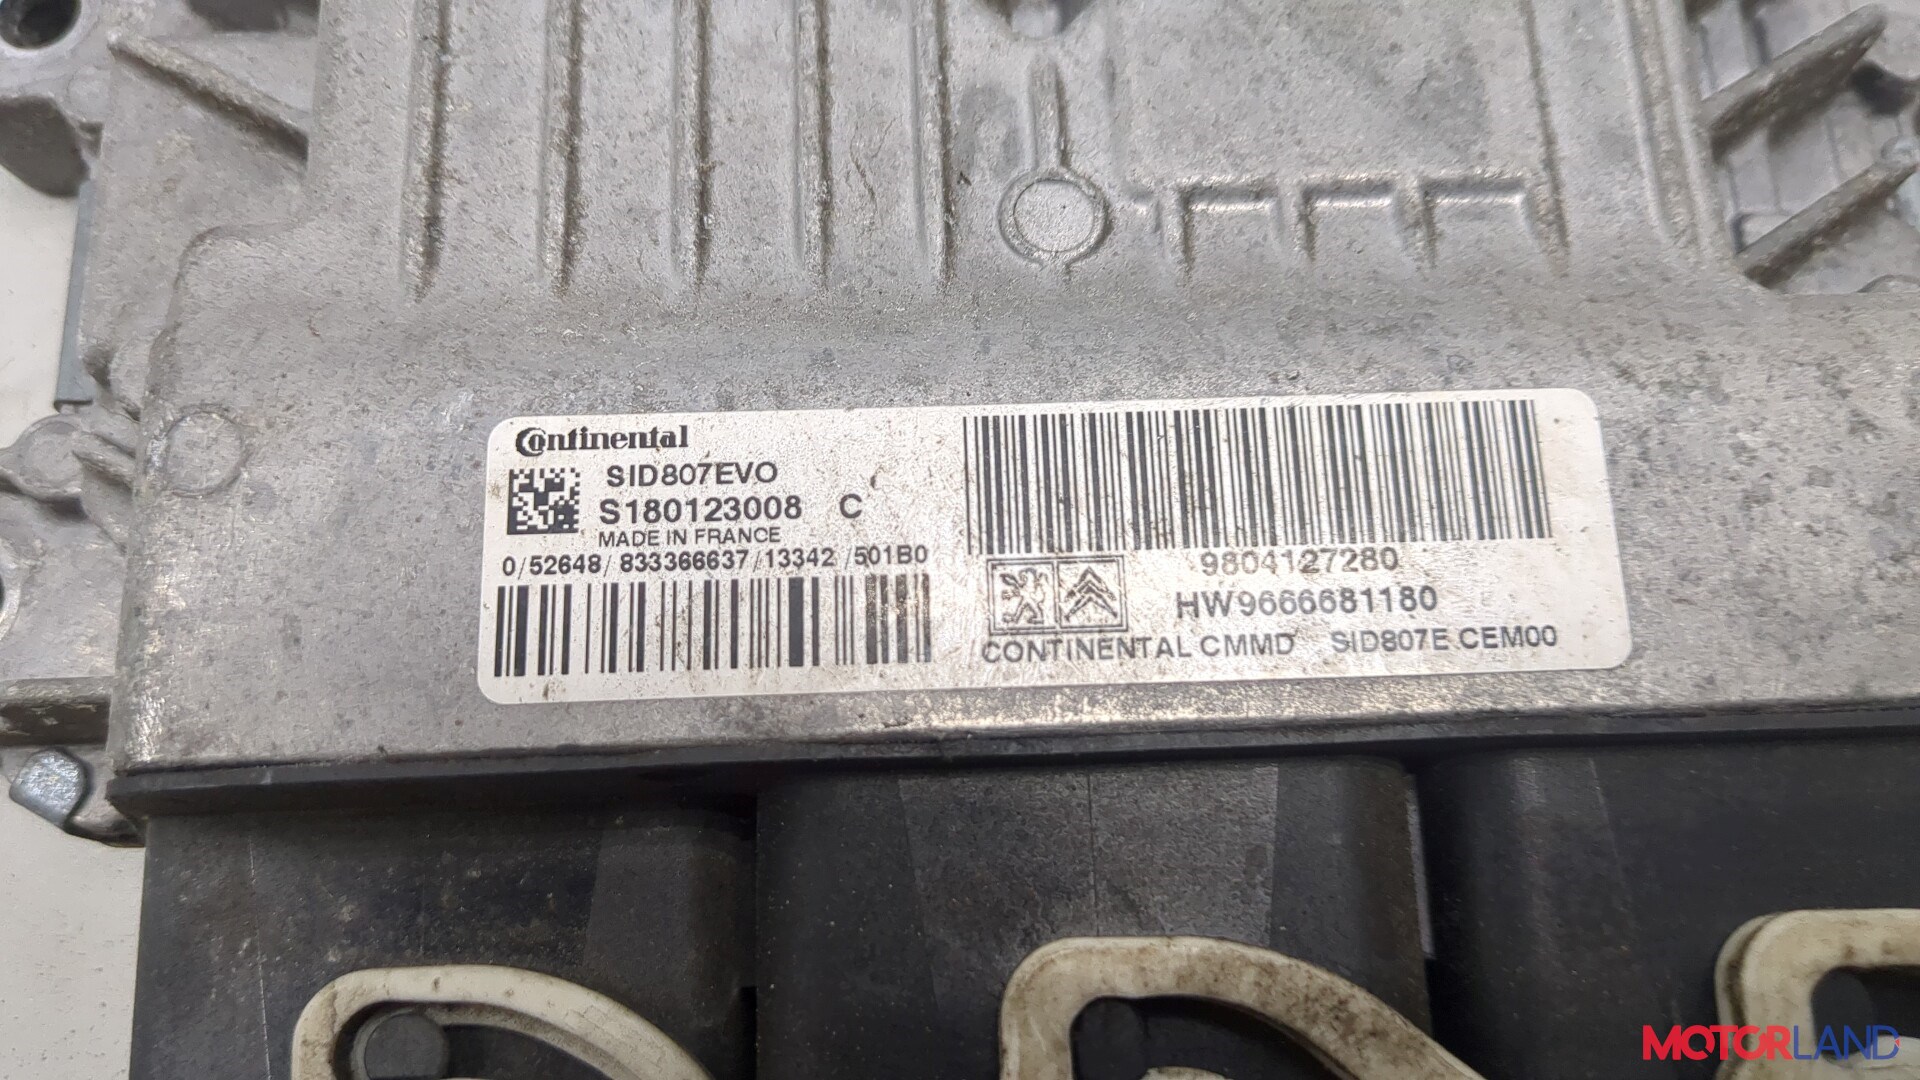 Continental
SID807EVO
S180123008 C
MADE IN FRANCE
0/52648/833366637/13342/501B0
9804127280
HW9666681180
CONTINENTAL CMMD SID807E CEM00
MOTORLAND